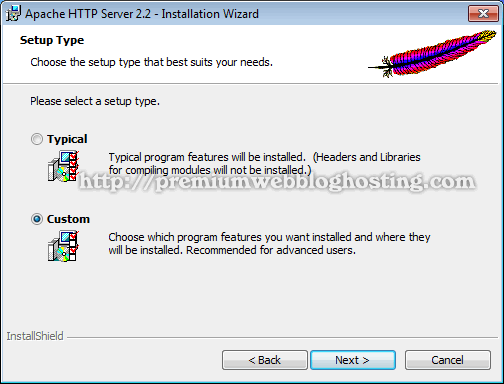 Apache HTTP Server 2.2 - Installation Wizard
Setup Type
Choose the setup type that best suits your needs.
Please select a setup type.
Typical
Typical program features will be installed. (Headers and Libraries
for compiling modules will not be installed.)
http://premiumwebbloghosting.com
Custom
Choose which program features you want installed and where they
will be installed. Recommended for advanced users.
InstallShield
< Back
Next >
Cancel